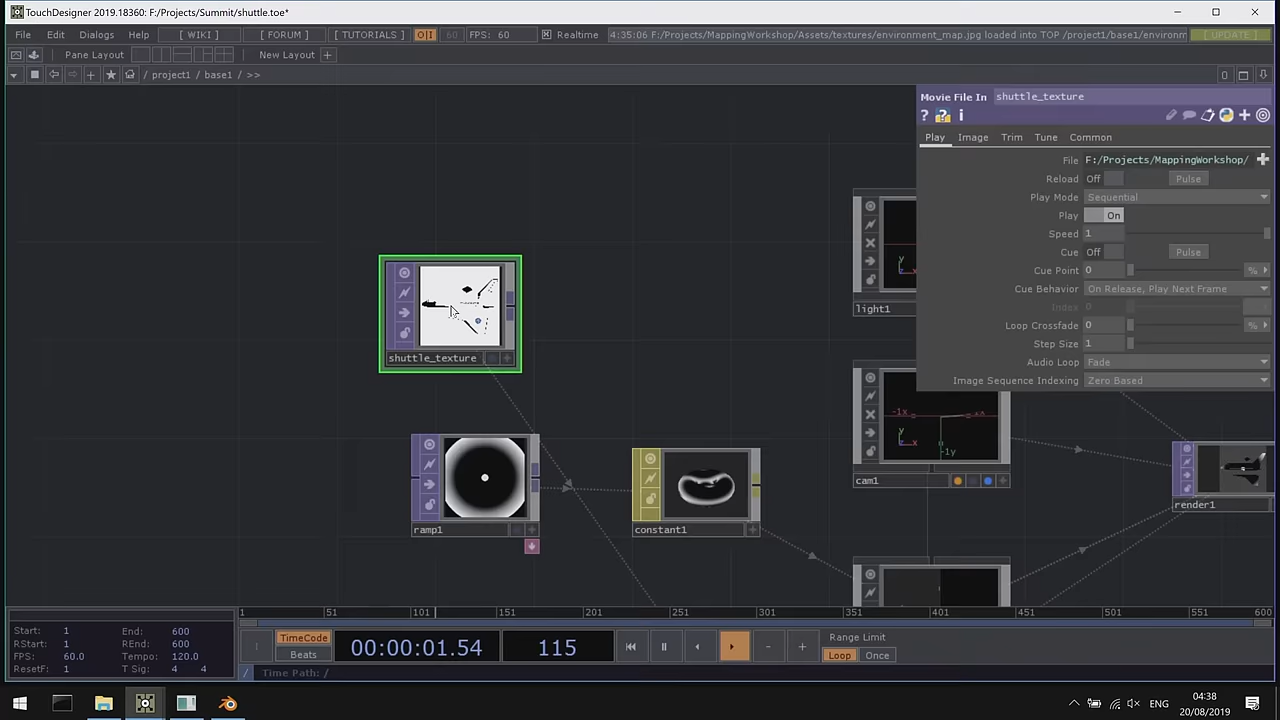 TouchDesigner 2019.18360: F:/Projects/Summit/shuttle.toe*
File Edit Dialogs Help [ WIKI ] [ FORUM ] [ TUTORIALS ] O|I 60 FPS: 60 Realtime 4:35:06 F:/Projects/MappingWorkshop/Assets/textures/environment_map.jpg loaded into TOP /project1/base1/environm [ UPDATE ]
Pane Layout New Layout
/ project1 / base1 / >> 0
Movie File In shuttle_texture
? ? i
Play Image Trim Tune Common
File F:/Projects/MappingWorkshop/
Reload Off Pulse
Play Mode Sequential
Play On
Speed 1
Cue Off Pulse
Cue Point 0 %
Cue Behavior On Release, Play Next Frame
Index 0
Loop Crossfade 0 %
Step Size 1
Audio Loop Fade
Image Sequence Indexing Zero Based
y
z x
light1
shuttle_texture
-1x +x
y
z x
-1y
cam1
ramp1
constant1
render1
1 51 101 151 201 251 301 351 401 451 501 551 600
Start: 1 End: 600
RStart: 1 REnd: 600
FPS: 60.0 Tempo: 120.0
ResetF: 1 T Sig: 4 4
TimeCode
Beats
00:00:01.54
115
Range Limit
Loop Once
/ Time Path: /
ENG
04:38
20/08/2019